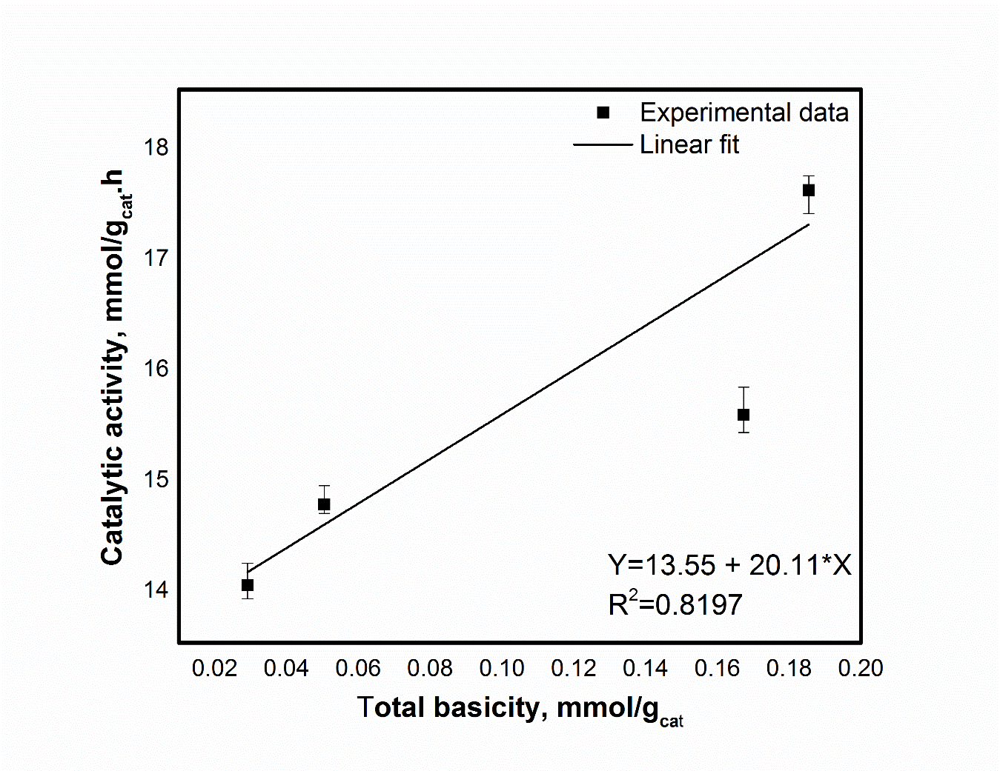 Experimental data
Linear fit
18
17
16
15
14
Catalytic activity, mmol/gcat.h
Y=13.55 + 20.11*X
R2=0.8197
0.02 0.04 0.06 0.08 0.10 0.12 0.14 0.16 0.18 0.20
Total basicity, mmol/gcat